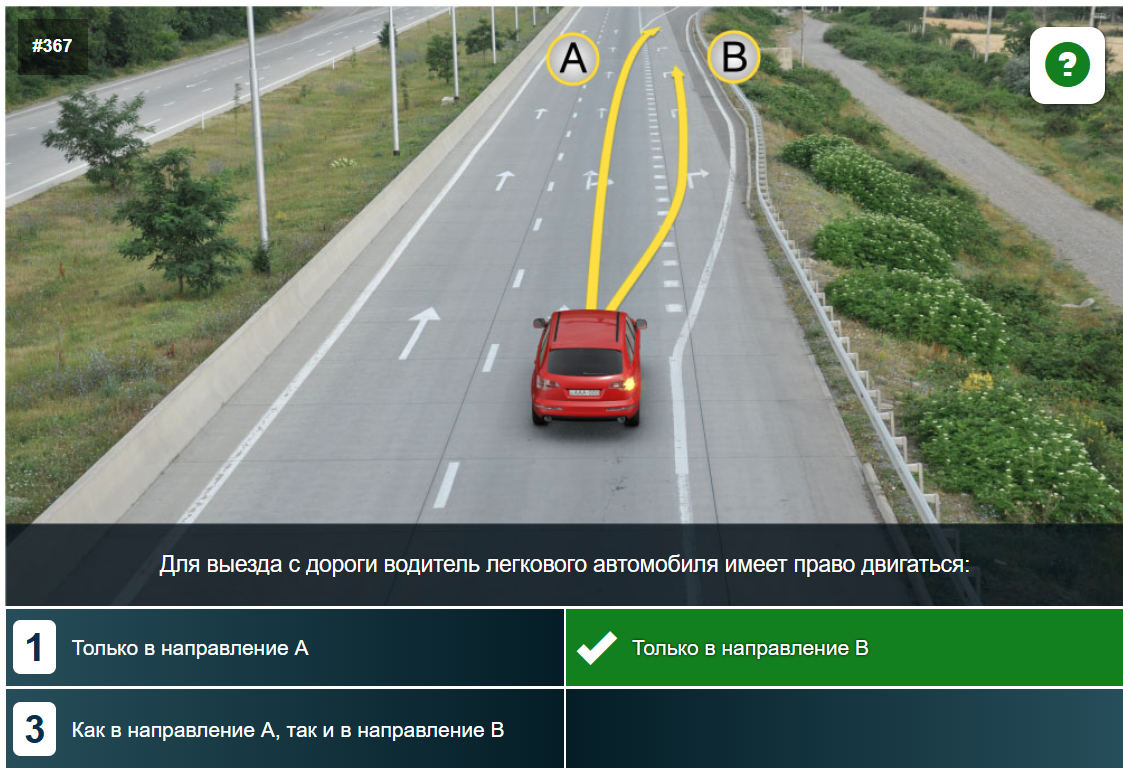 #367
A
B
?
Для выезда с дороги водитель легкового автомобиля имеет право двигаться:
1
Только в направление A
Только в направление B
3
Как в направление A, так и в направление B